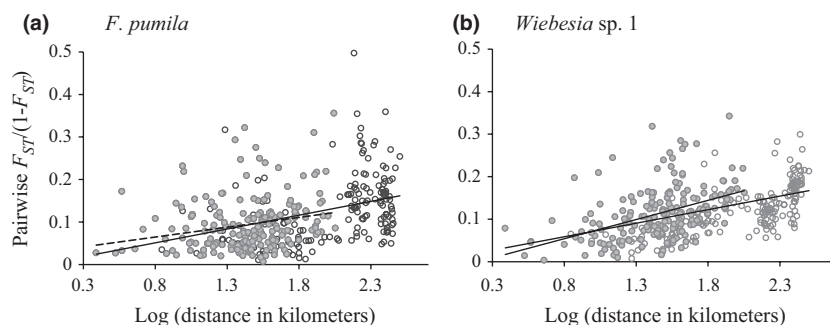 (a) F. pumila
(b) Wiebesia sp. 1
Pairwise F_ST/(1-F_ST)
0.5
0.4
0.3
0.2
0.1
0
0.3 0.8 1.3 1.8 2.3
Log (distance in kilometers)
0.5
0.4
0.3
0.2
0.1
0
0.3 0.8 1.3 1.8 2.3
Log (distance in kilometers)